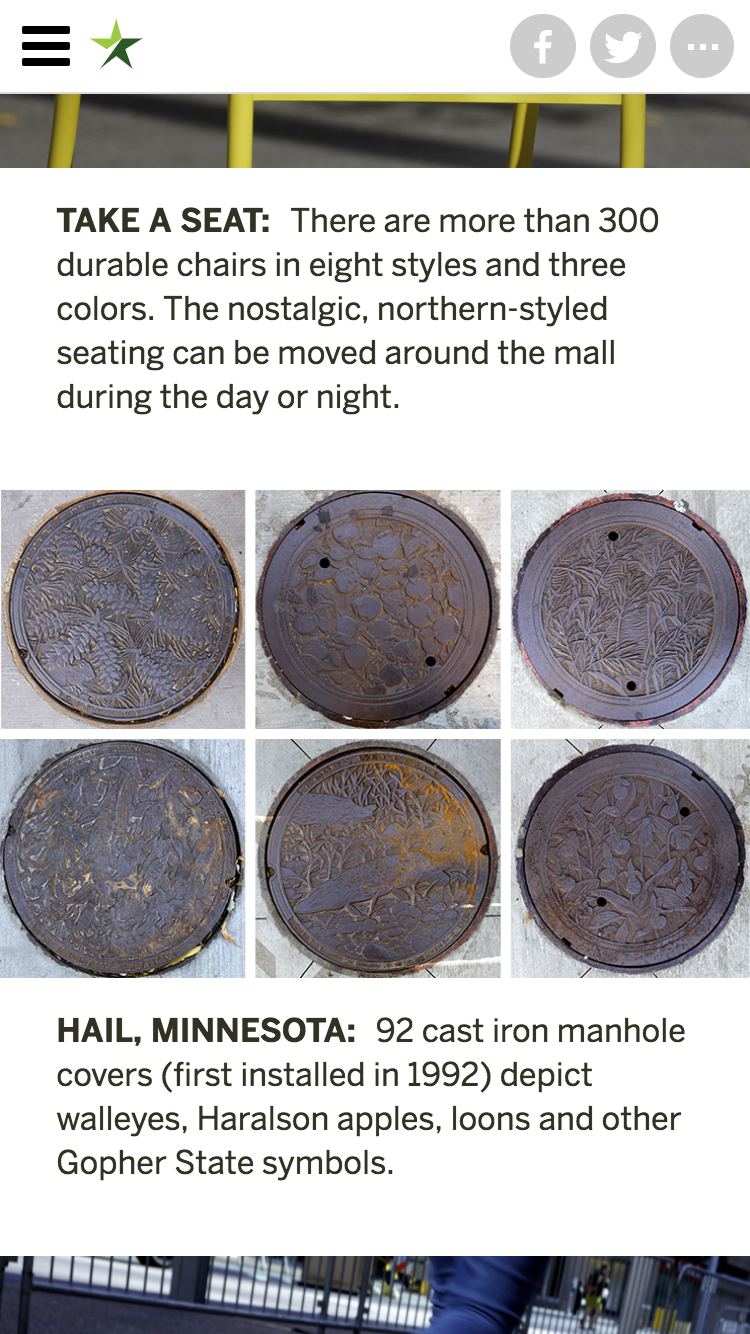 TAKE A SEAT: There are more than 300
durable chairs in eight styles and three
colors. The nostalgic, northern-styled
seating can be moved around the mall
during the day or night.
HAIL, MINNESOTA: 92 cast iron manhole
covers (first installed in 1992) depict
walleyes, Haralson apples, loons and other
Gopher State symbols.